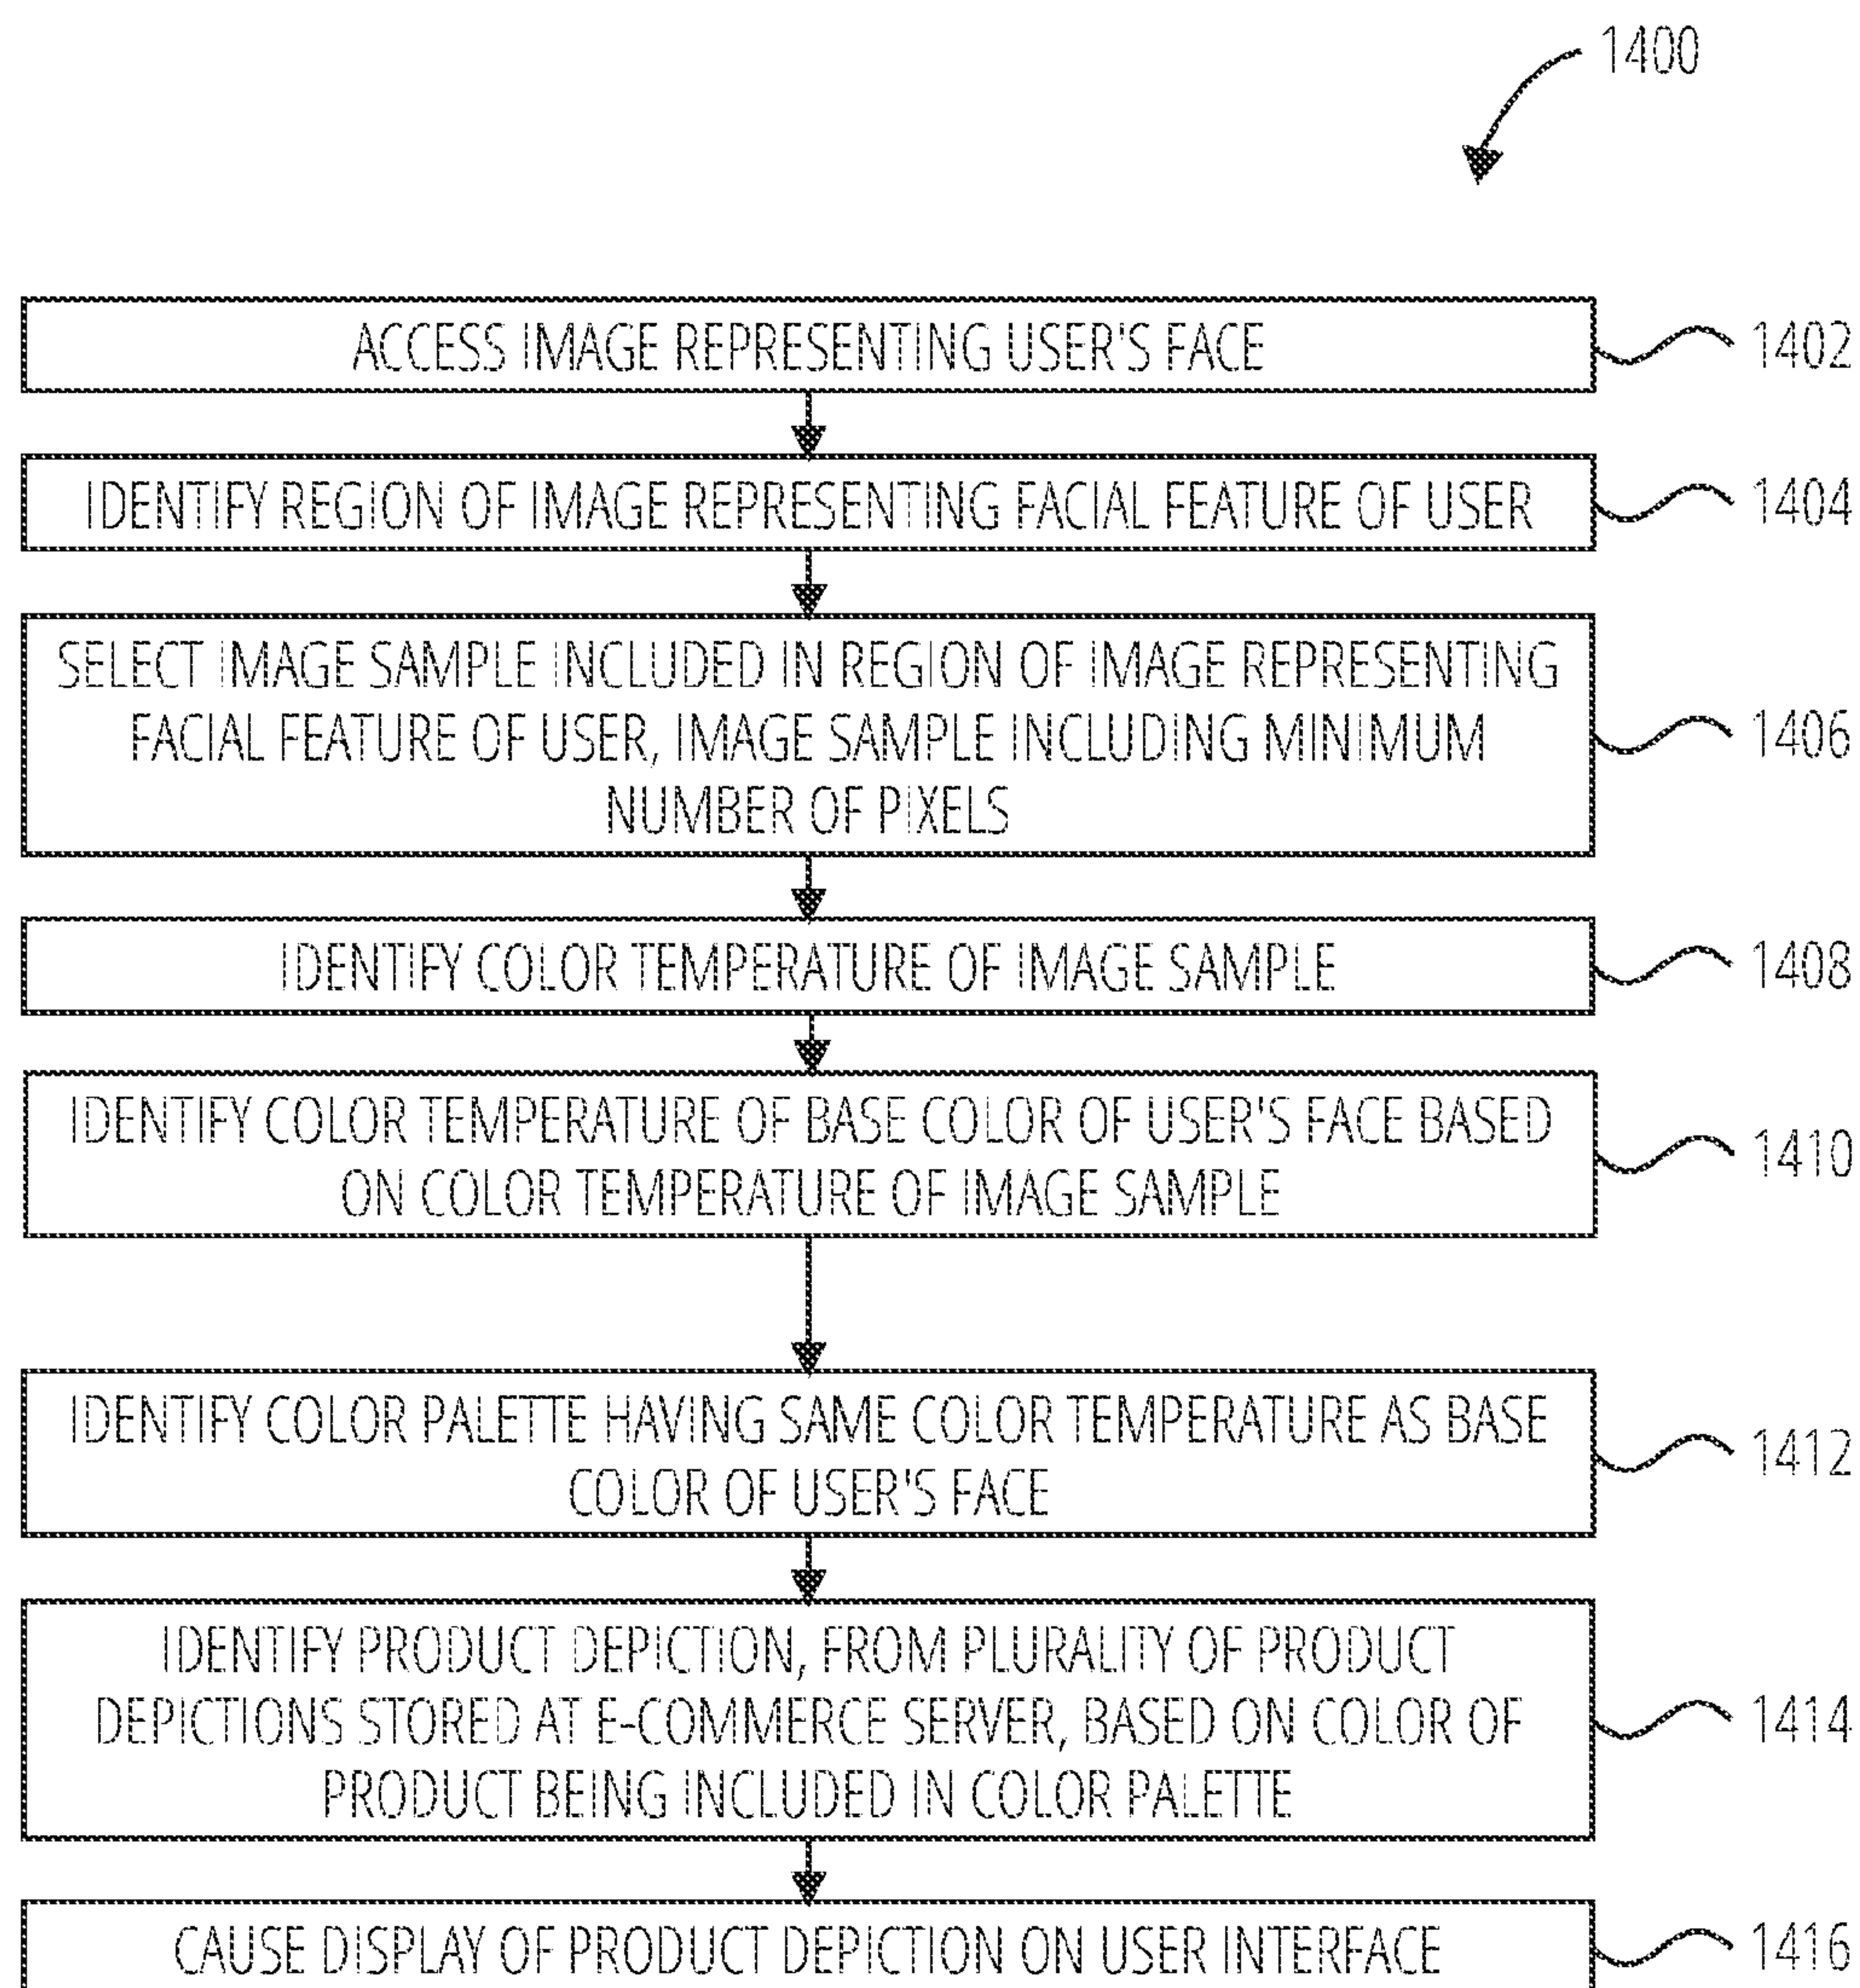 1400
ACCESS IMAGE REPRESENTING USER'S FACE
1402
IDENTIFY REGION OF IMAGE REPRESENTING FACIAL FEATURE OF USER
1404
SELECT IMAGE SAMPLE INCLUDED IN REGION OF IMAGE REPRESENTING
FACIAL FEATURE OF USER, IMAGE SAMPLE INCLUDING MINIMUM
NUMBER OF PIXELS
1406
IDENTIFY COLOR TEMPERATURE OF IMAGE SAMPLE
1408
IDENTIFY COLOR TEMPERATURE OF BASE COLOR OF USER'S FACE BASED
ON COLOR TEMPERATURE OF IMAGE SAMPLE
1410
IDENTIFY COLOR PALETTE HAVING SAME COLOR TEMPERATURE AS BASE
COLOR OF USER'S FACE
1412
IDENTIFY PRODUCT DEPICTION, FROM PLURALITY OF PRODUCT
DEPICTIONS STORED AT E-COMMERCE SERVER, BASED ON COLOR OF
PRODUCT BEING INCLUDED IN COLOR PALETTE
1414
CAUSE DISPLAY OF PRODUCT DEPICTION ON USER INTERFACE
1416